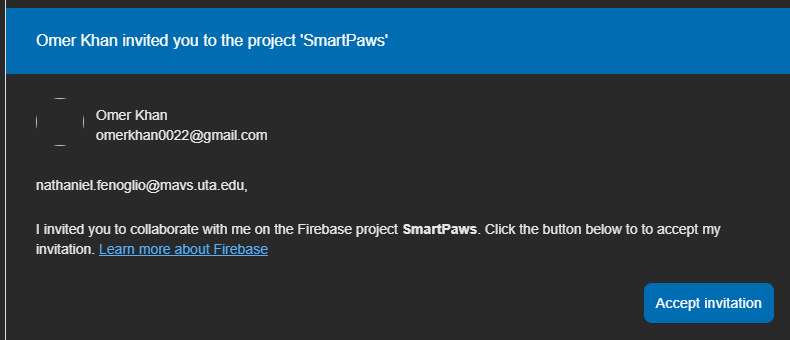 Omer Khan invited you to the project 'SmartPaws'
Omer Khan
omerkhan0022@gmail.com
nathaniel.fenoglio@mavs.uta.edu,
I invited you to collaborate with me on the Firebase project SmartPaws. Click the button below to to accept my
invitation. Learn more about Firebase
Accept invitation